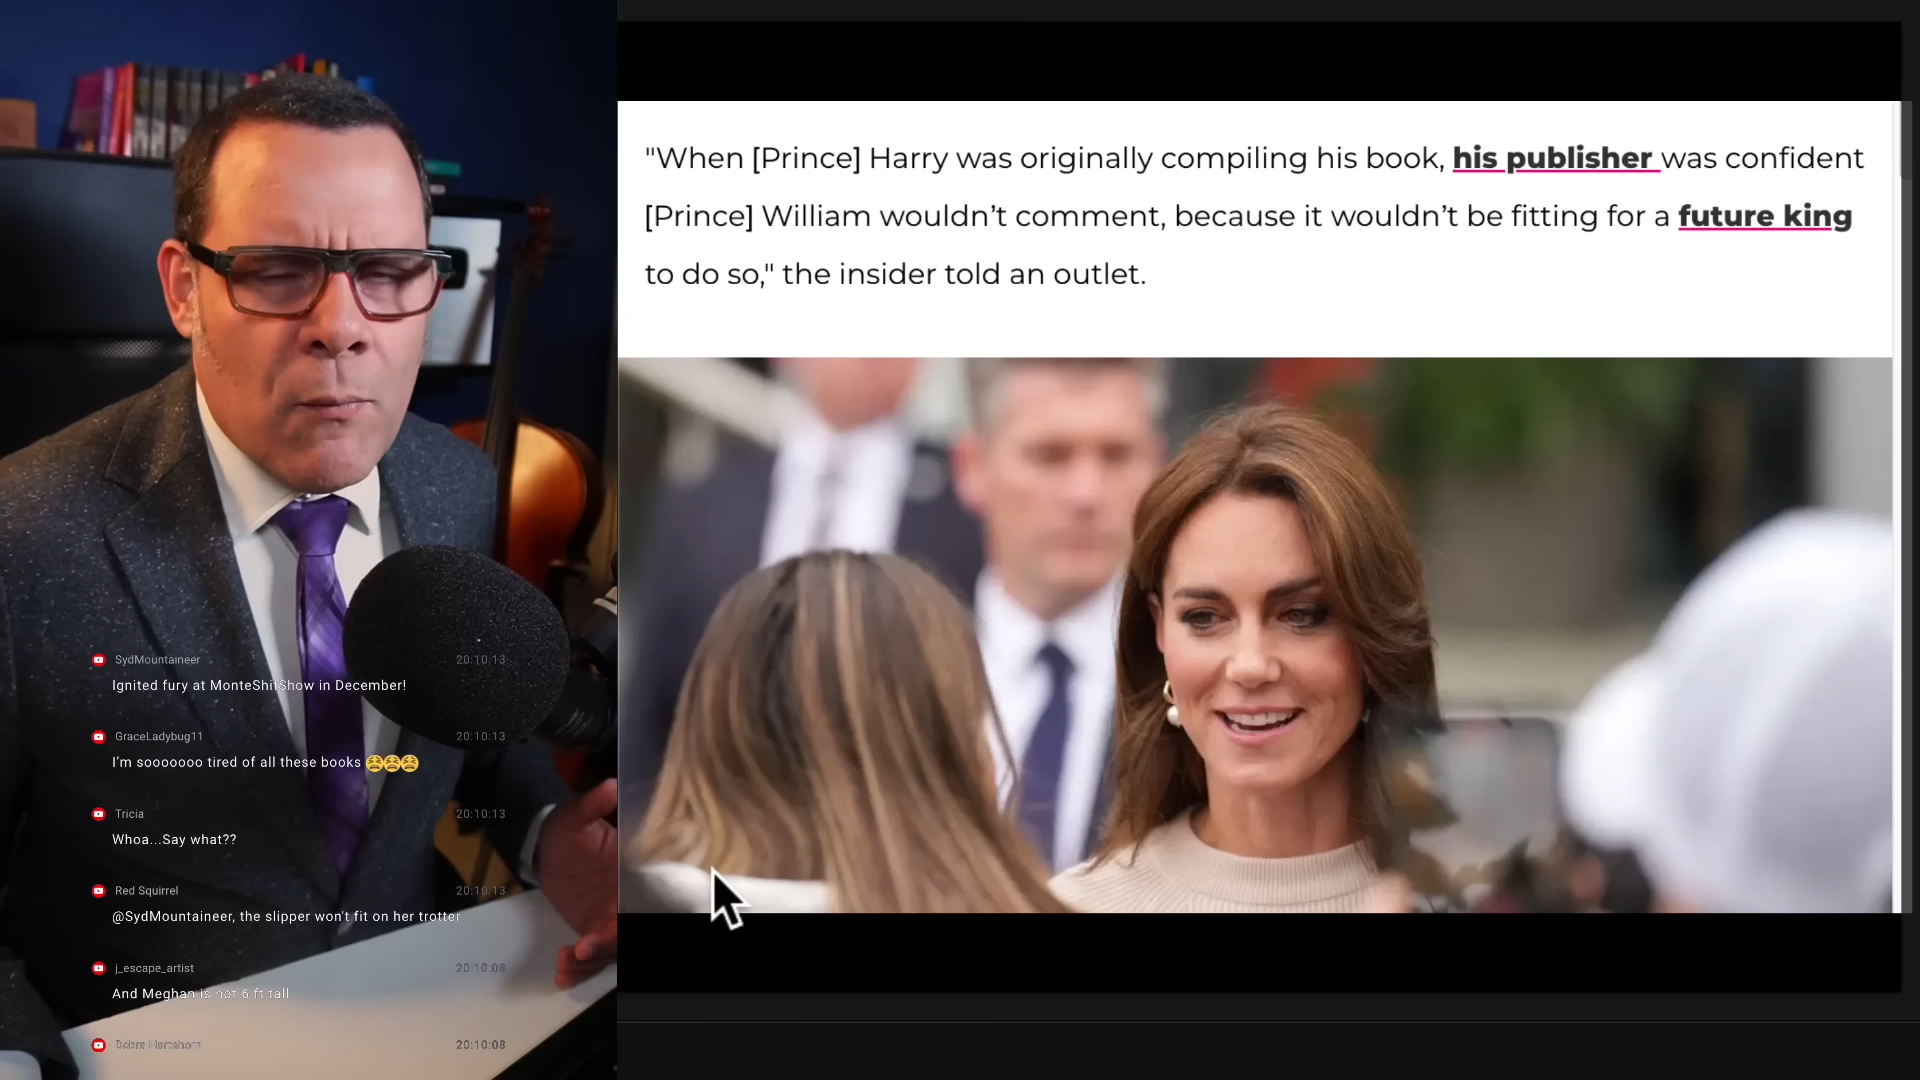 "When [Prince] Harry was originally compiling his book, his publisher was confident
[Prince] William wouldn’t comment, because it wouldn’t be fitting for a future king
to do so," the insider told an outlet.
SydMountaineer 20:10:13
Ignited fury at MonteShitShow in December!
GraceLadybug11 20:10:13
I'm sooooooo tired of all these books 😩😩😩
Tricia 20:10:13
Whoa...Say what??
Red Squirrel 20:10:13
@SydMountaineer, the slipper won't fit on her trotter
j_escape_artist 20:10:08
And Meghan is not 6 ft tall
20:10:08